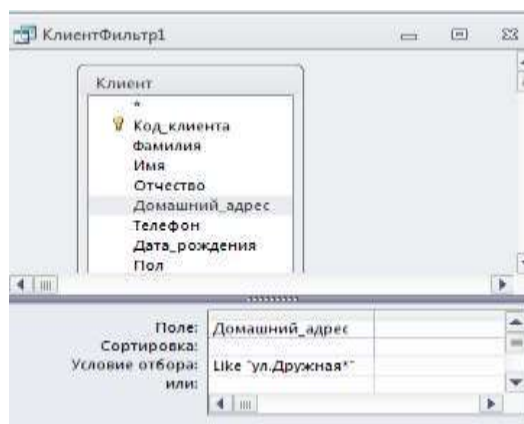 КлиентФильтр1
Клиент
*
Код_клиента
Фамилия
Имя
Отчество
Домашний_адрес
Телефон
Дата_рождения
Пол
Поле: Домашний_адрес
Сортировка:
Условие отбора: Like "ул.Дружная*"
или: